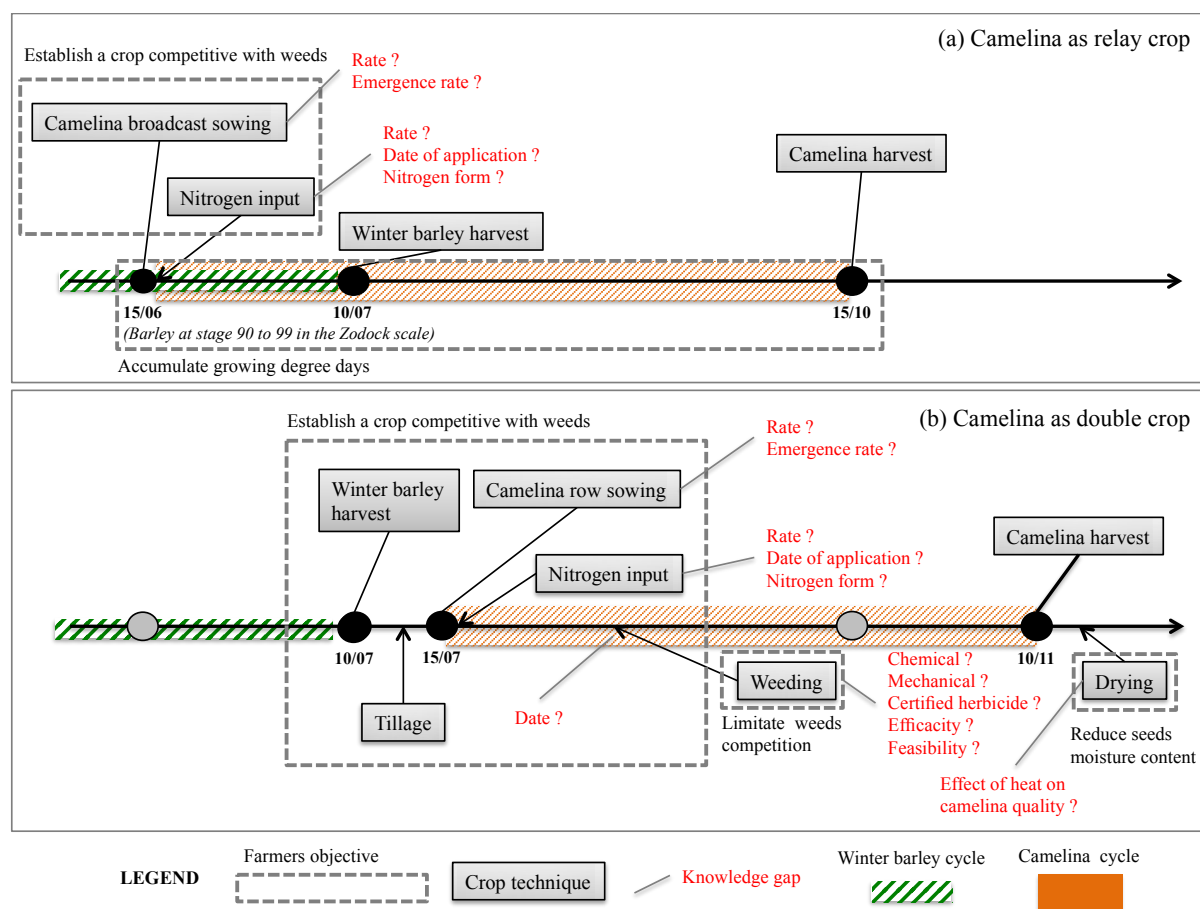 (a) Camelina as relay crop
Establish a crop competitive with weeds
Rate ?
Emergence rate ?
Camelina broadcast sowing
Rate ?
Date of application ?
Nitrogen form ?
Camelina harvest
Nitrogen input
Winter barley harvest
15/06
10/07
15/10
(Barley at stage 90 to 99 in the Zodock scale)
Accumulate growing degree days
(b) Camelina as double crop
Establish a crop competitive with weeds
Rate ?
Emergence rate ?
Winter barley
harvest
Camelina row sowing
Rate ?
Date of application ?
Nitrogen form ?
Camelina harvest
Nitrogen input
10/07
15/07
10/11
Tillage
Date ?
Weeding
Limitate weeds
competition
Chemical ?
Mechanical ?
Certified herbicide ?
Efficacity ?
Feasibility ?
Drying
Reduce seeds
moisture content
Effect of heat on
camelina quality ?
LEGEND
Farmers objective
Crop technique
Knowledge gap
Winter barley cycle
Camelina cycle